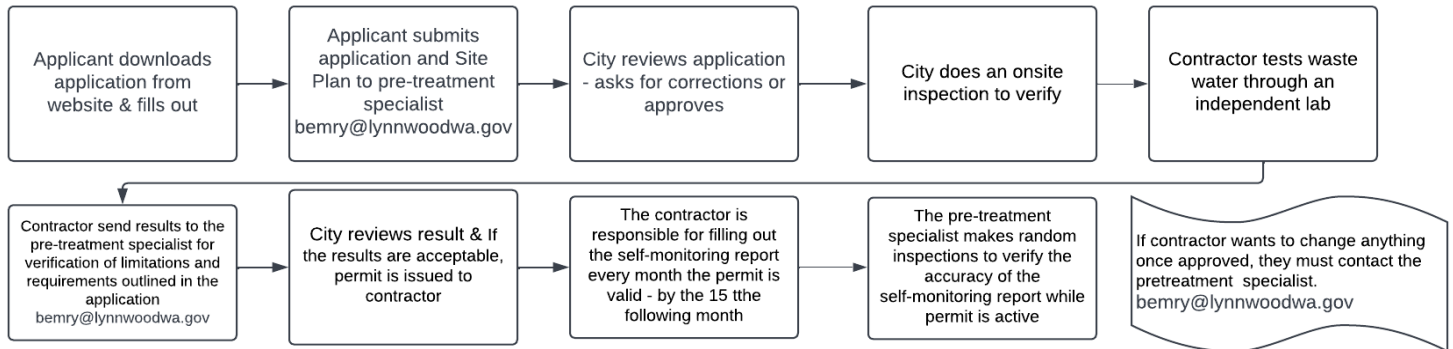 Applicant downloads
application from
website & fills out
Applicant submits
application and Site
Plan to pre-treatment
specialist
bemry@lynnwoodwa.gov
City reviews application
- asks for corrections or
approves
City does an onsite
inspection to verify
Contractor tests waste
water through an
independent lab
Contractor send results to the
pre-treatment specialist for
verification of limitations and
requirements outlined in the
application
bemry@lynnwoodwa.gov
City reviews result & If
the results are acceptable,
permit is issued to
contractor
The contractor is
responsible for filling out
the self-monitoring report
every month the permit is
valid - by the 15 tthe
following month
The pre-treatment
specialist makes random
inspections to verify the
accuracy of the
self-monitoring report while
permit is active
If contractor wants to change anything
once approved, they must contact the
pretreatment specialist.
bemry@lynnwoodwa.gov